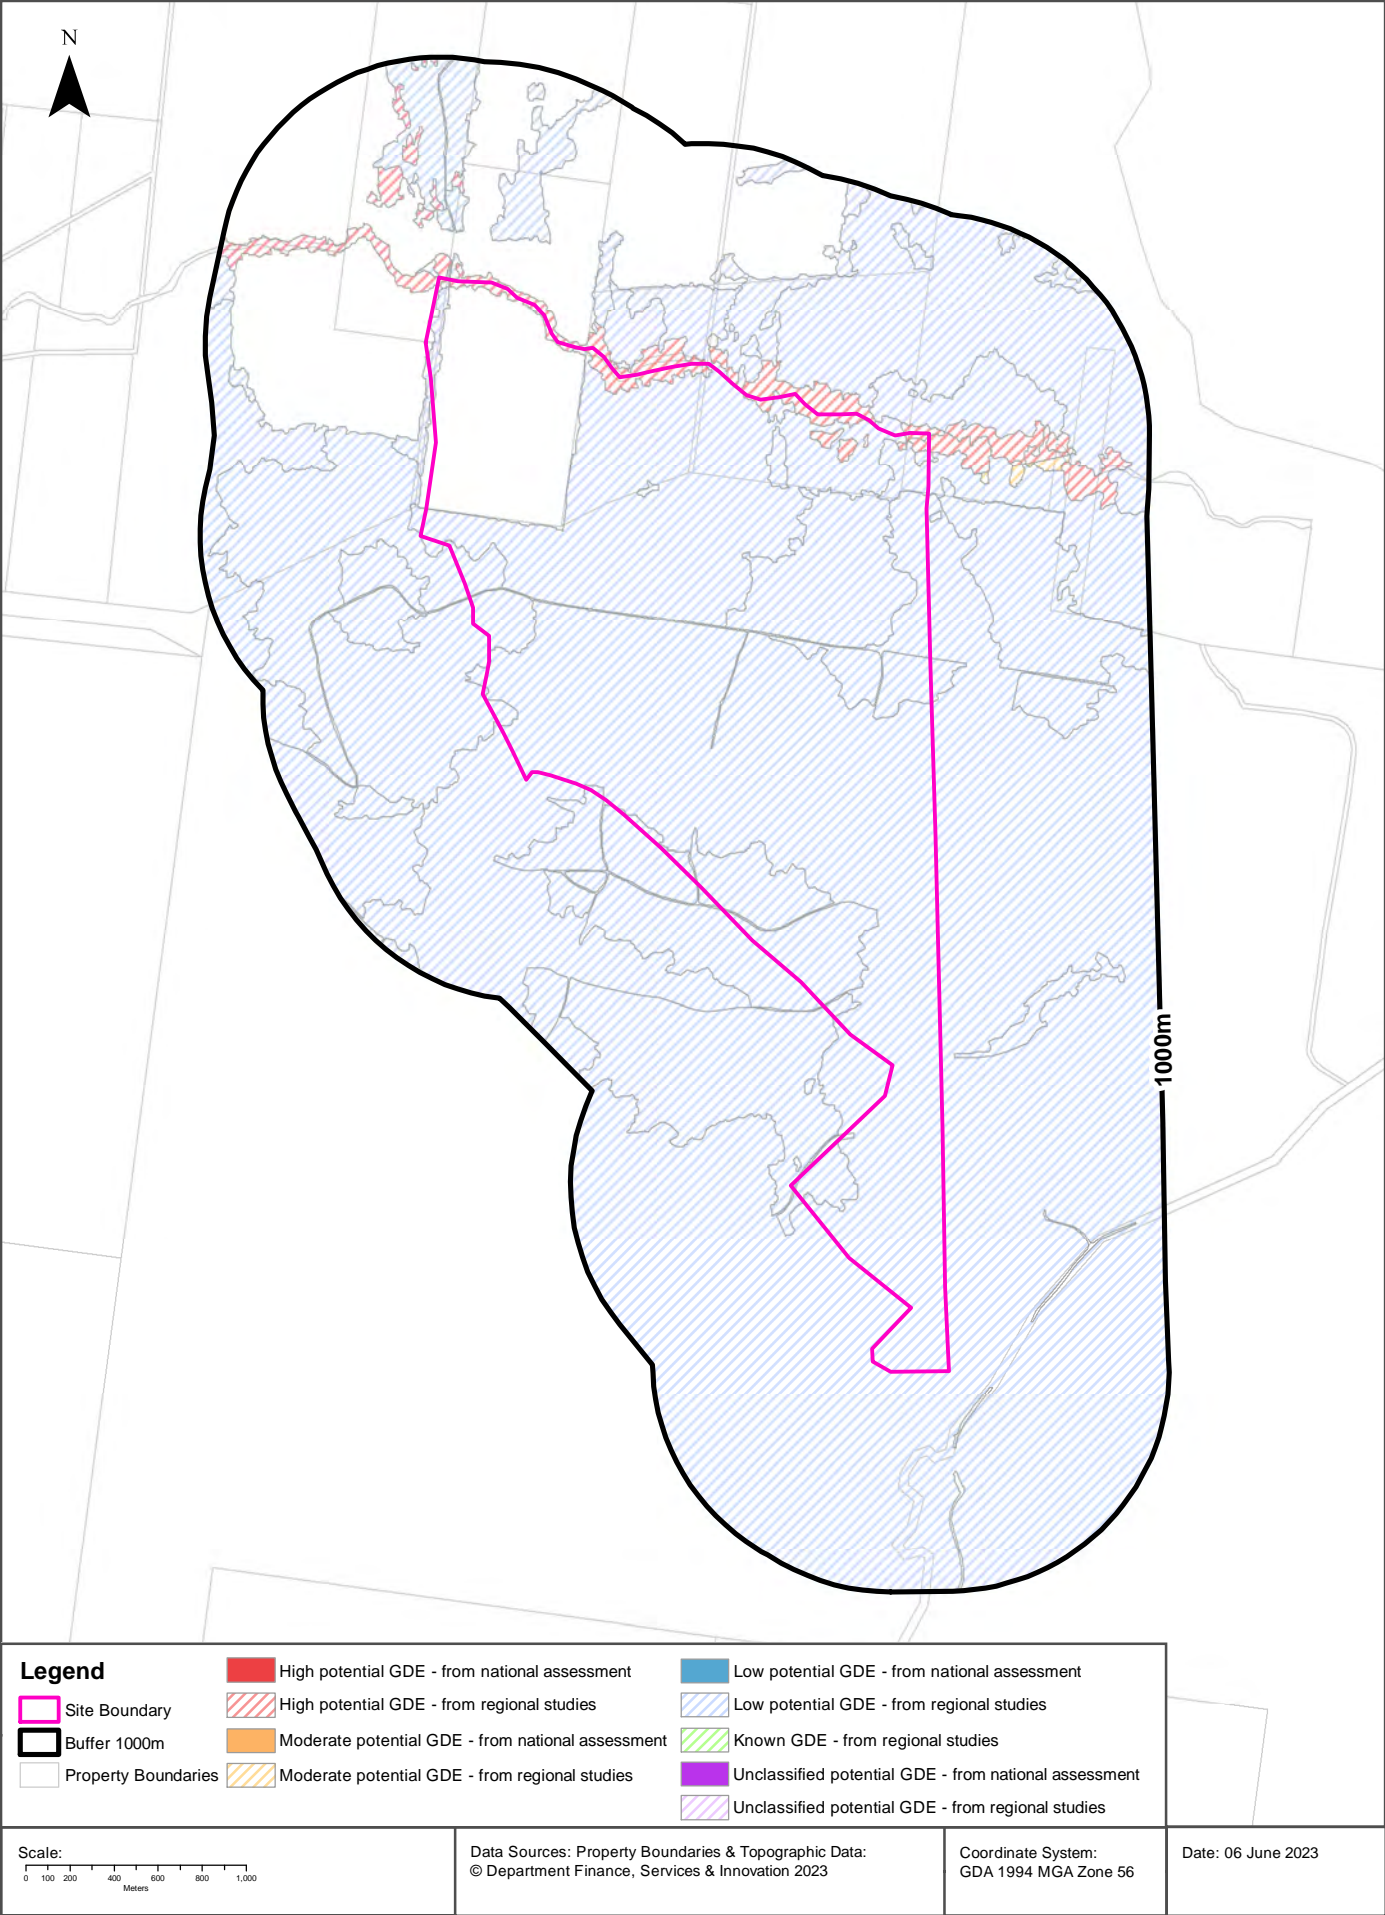 N
1000m
Legend
Site Boundary
Buffer 1000m
Property Boundaries
High potential GDE - from national assessment
High potential GDE - from regional studies
Moderate potential GDE - from national assessment
Moderate potential GDE - from regional studies
Low potential GDE - from national assessment
Low potential GDE - from regional studies
Known GDE - from regional studies
Unclassified potential GDE - from national assessment
Unclassified potential GDE - from regional studies
Scale:
0 100 200 400 600 800 1,000
Meters
Data Sources: Property Boundaries & Topographic Data:
© Department Finance, Services & Innovation 2023
Coordinate System:
GDA 1994 MGA Zone 56
Date: 06 June 2023